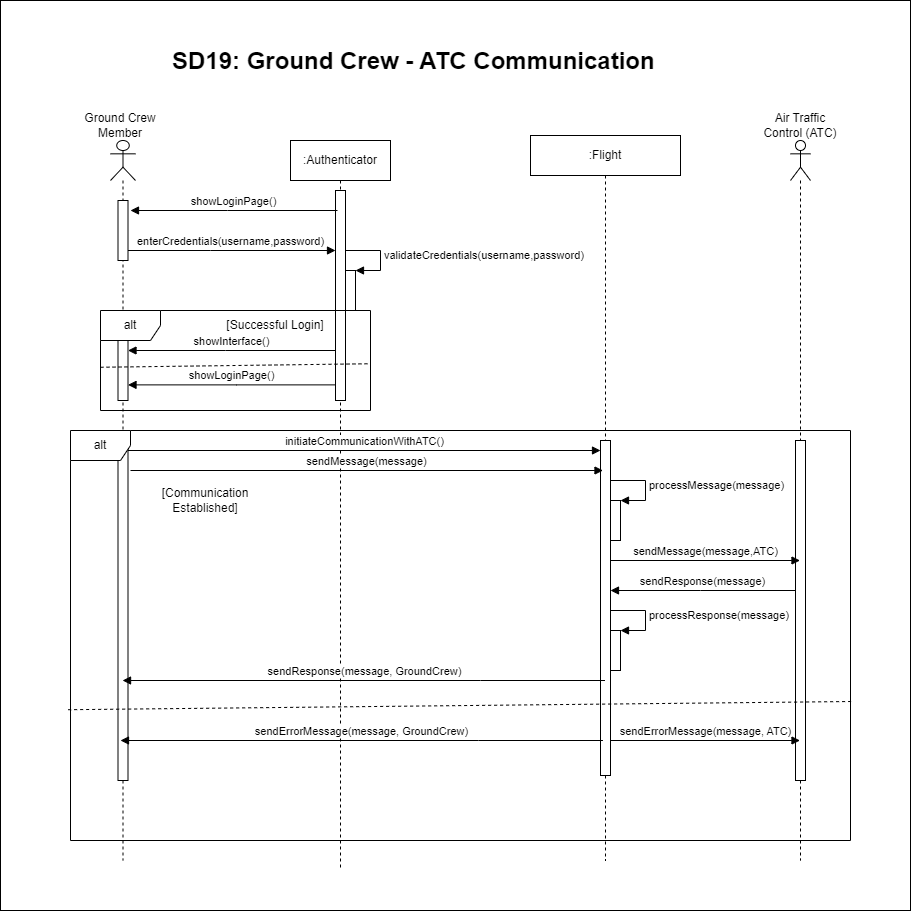 SD19: Ground Crew - ATC Communication
Ground Crew
Member
Air Traffic
Control (ATC)
:Authenticator
:Flight
showLoginPage()
enterCredentials(username,password)
validateCredentials(username,password)
alt
[Successful Login]
showInterface()
showLoginPage()
alt
initiateCommunicationWithATC()
sendMessage(message)
[Communication
Established]
processMessage(message)
sendMessage(message,ATC)
sendResponse(message)
processResponse(message)
sendResponse(message, GroundCrew)
sendErrorMessage(message, GroundCrew)
sendErrorMessage(message, ATC)